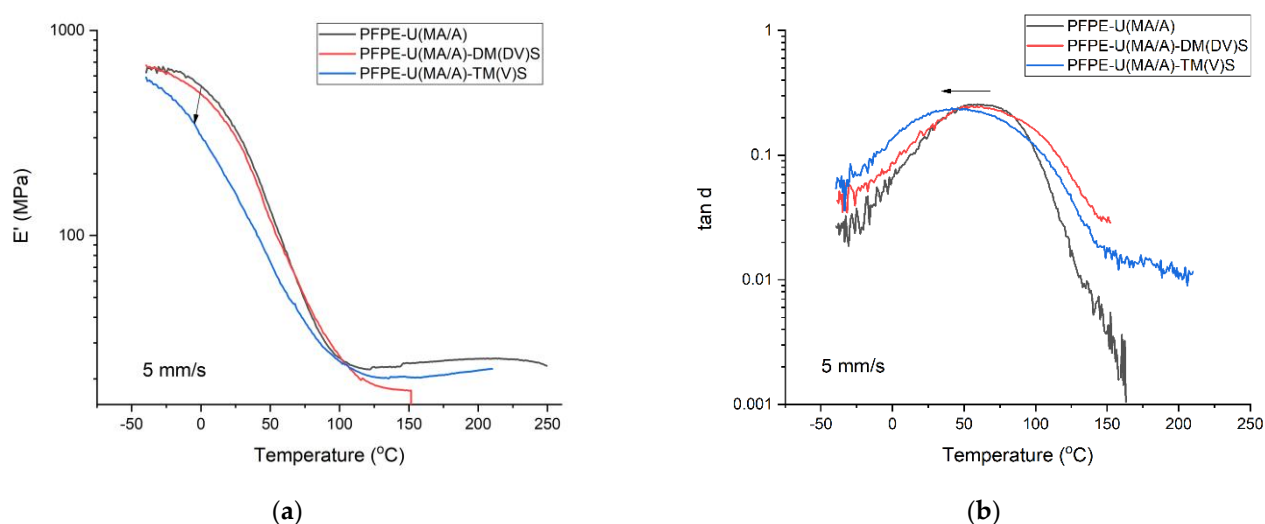 1000
100
E' (MPa)
PFPE-U(MA/A)
PFPE-U(MA/A)-DM(DV)S
PFPE-U(MA/A)-TM(V)S
5 mm/s
-50 0 50 100 150 200 250
Temperature (°C)
(a)
1
0.1
0.01
0.001
tan d
PFPE-U(MA/A)
PFPE-U(MA/A)-DM(DV)S
PFPE-U(MA/A)-TM(V)S
5 mm/s
-50 0 50 100 150 200 250
Temperature (°C)
(b)